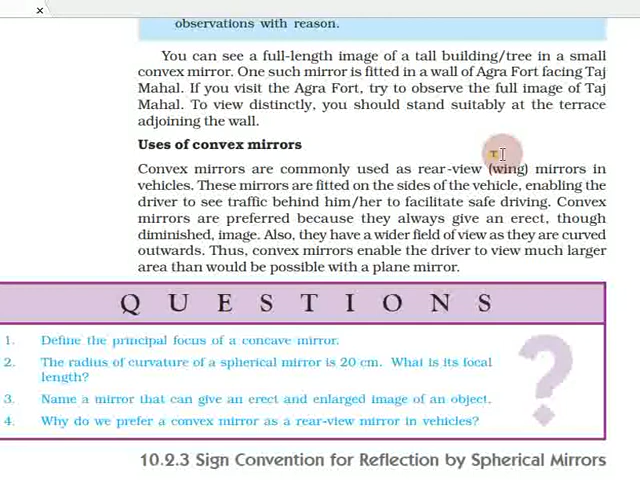 observations with reason.
You can see a full-length image of a tall building/tree in a small
convex mirror. One such mirror is fitted in a wall of Agra Fort facing Taj
Mahal. If you visit the Agra Fort, try to observe the full image of Taj
Mahal. To view distinctly, you should stand suitably at the terrace
adjoining the wall.
Uses of convex mirrors
Convex mirrors are commonly used as rear-view (wing) mirrors in
vehicles. These mirrors are fitted on the sides of the vehicle, enabling the
driver to see traffic behind him/her to facilitate safe driving. Convex
mirrors are preferred because they always give an erect, though
diminished, image. Also, they have a wider field of view as they are curved
outwards. Thus, convex mirrors enable the driver to view much larger
area than would be possible with a plane mirror.
QUESTIONS
1. Define the principal focus of a concave mirror.
2. The radius of curvature of a spherical mirror is 20 cm. What is its focal
length?
3. Name a mirror that can give an erect and enlarged image of an object.
4. Why do we prefer a convex mirror as a rear-view mirror in vehicles?
?
10.2.3 Sign Convention for Reflection by Spherical Mirrors